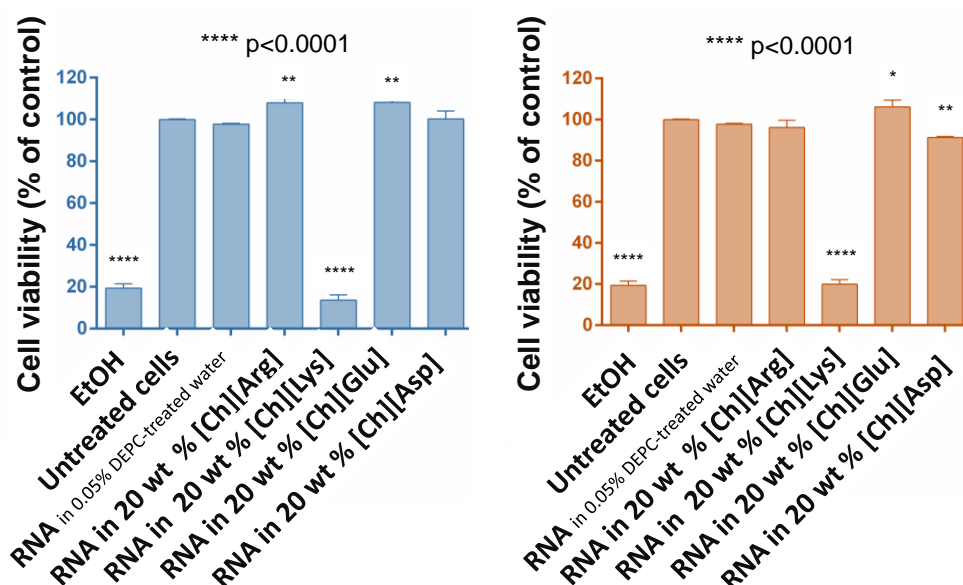 **** p<0.0001
Cell viability (% of control)
120
100
80
60
40
20
0
****
**
****
**
EtOH
Untreated cells
RNA in 0.05% DEPC-treated water
RNA in 20 wt % [Ch][Arg]
RNA in 20 wt % [Ch][Lys]
RNA in 20 wt % [Ch][Glu]
RNA in 20 wt % [Ch][Asp]
**** p<0.0001
Cell viability (% of control)
120
100
80
60
40
20
0
****
****
*
**
EtOH
Untreated cells
RNA in 0.05% DEPC-treated water
RNA in 20 wt % [Ch][Arg]
RNA in 20 wt % [Ch][Lys]
RNA in 20 wt % [Ch][Glu]
RNA in 20 wt % [Ch][Asp]